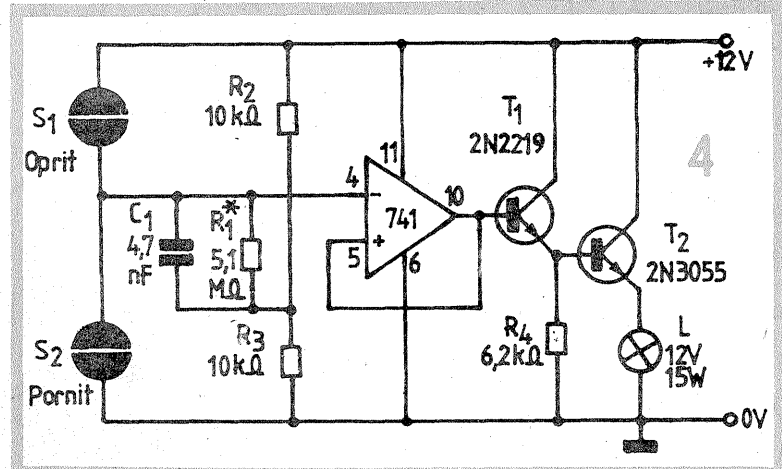 +12V
R2
10kΩ
T1
2N2219
4
S1
Oprit
11
4
-
10
741
+
5
6
C1
4,7
nF
R1*
5,1
MΩ
T2
2N3055
S2
Pornit
R3
10kΩ
R4
6,2kΩ
L
12V
15W
0V